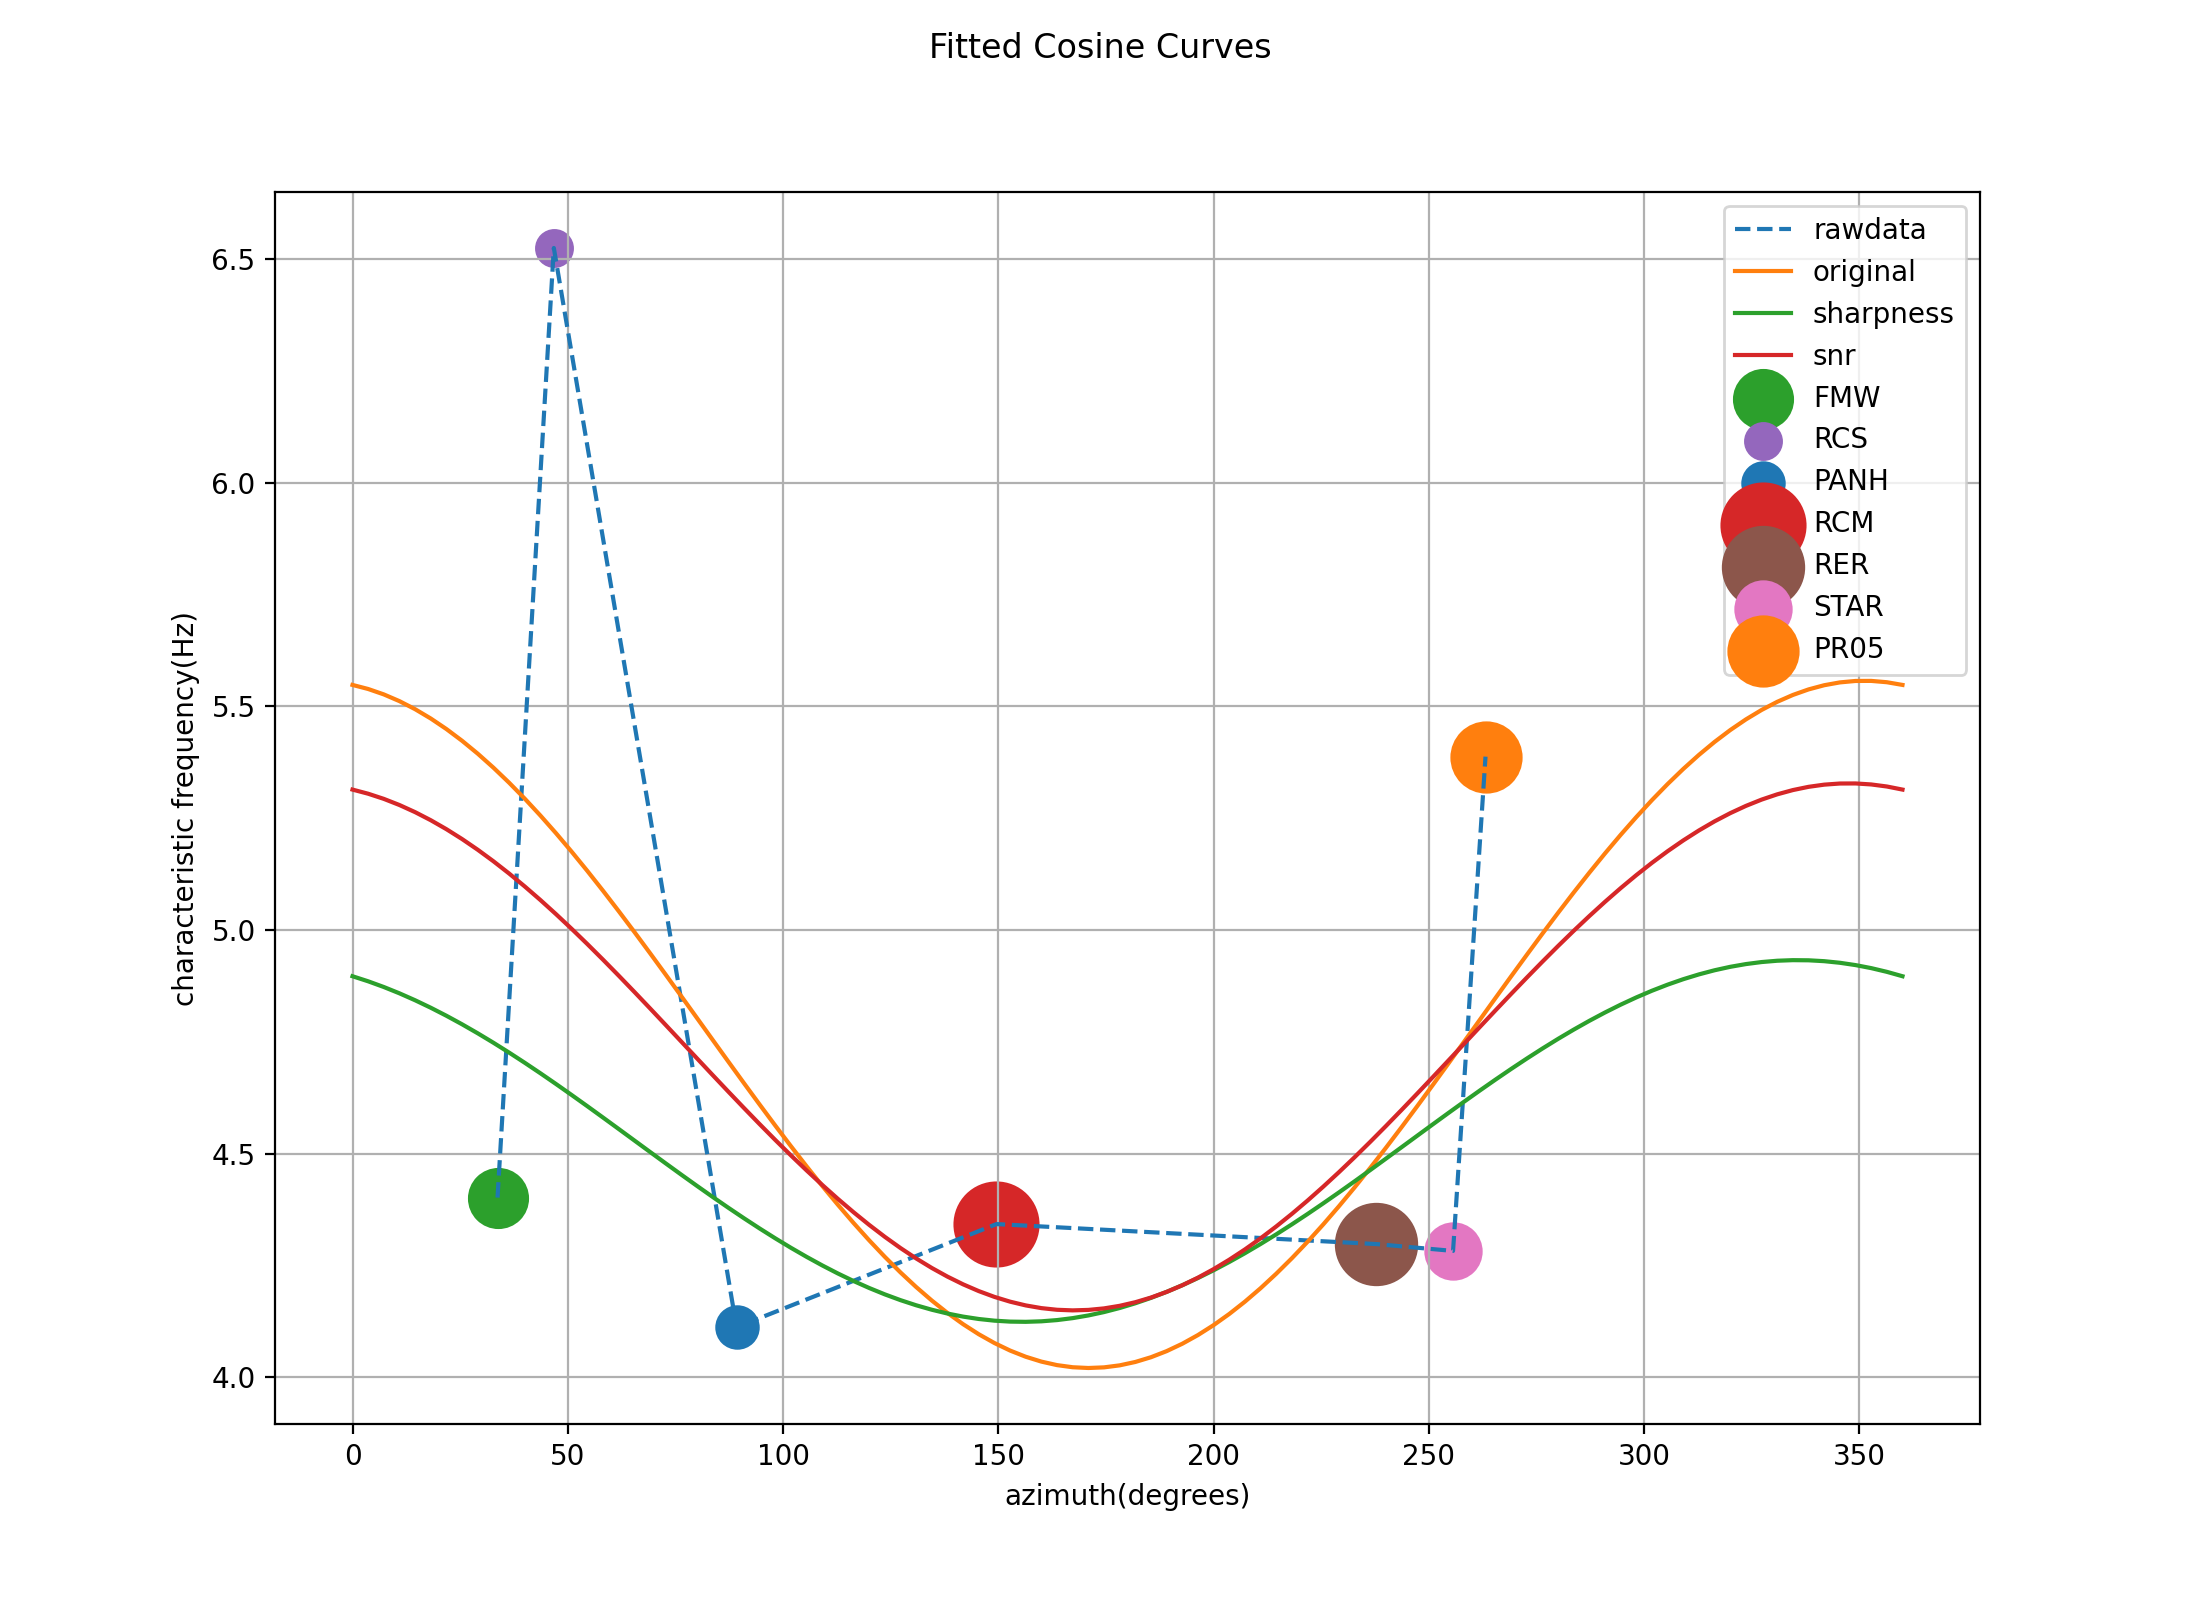 Fitted Cosine Curves
rawdata
original
sharpness
snr
FMW
RCS
PANH
RCM
RER
STAR
PR05
6.5
6.0
5.5
5.0
4.5
4.0
characteristic frequency(Hz)
0 50 100 150 200 250 300 350
azimuth(degrees)